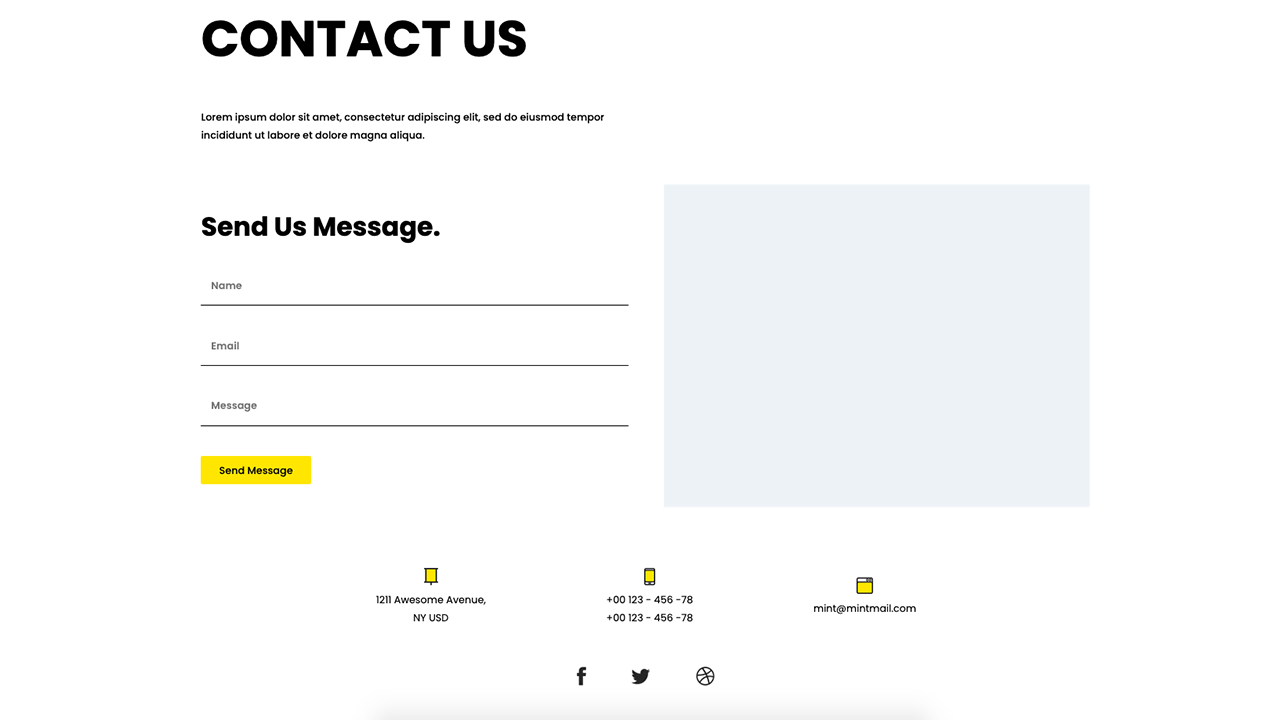 CONTACT US
Lorem ipsum dolor sit amet, consectetur adipiscing elit, sed do eiusmod tempor
incididunt ut labore et dolore magna aliqua.
Send Us Message.
Name
Email
Message
Send Message
1211 Awesome Avenue,
NY USD
+00 123 - 456 -78
+00 123 - 456 -78
mint@mintmail.com